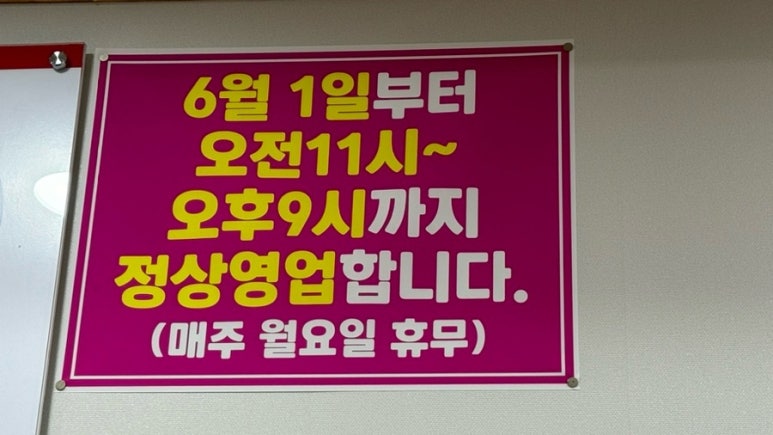 6월 1일부터
오전11시~
오후9시까지
정상영업합니다.
(매주 월요일 휴무)